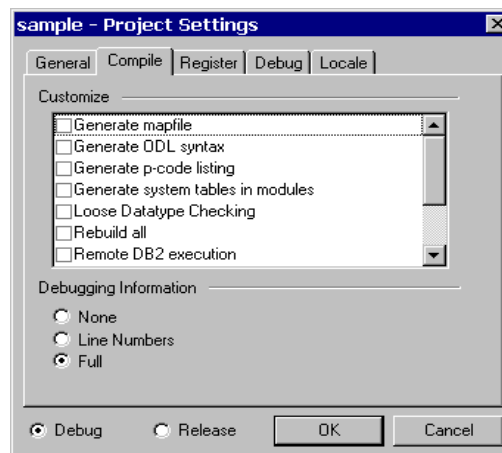 sample - Project Settings
General Compile Register Debug Locale
Customize
Generate mapfile
Generate ODL syntax
Generate p-code listing
Generate system tables in modules
Loose Datatype Checking
Rebuild all
Remote DB2 execution
Debugging Information
None
Line Numbers
Full
Debug Release OK Cancel